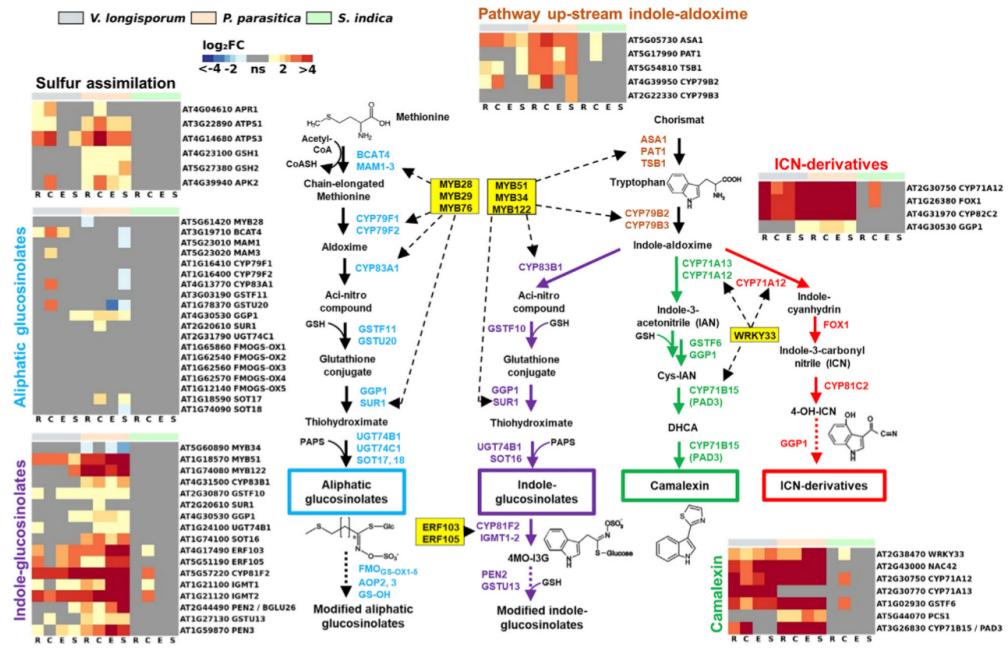 V. longisporum
P. parasitica
S. indica
log₂FC
<-4 -2 ns 2 >4
Pathway up-stream indole-aldoxime
AT5G05730 ASA1
AT5G17990 PAT1
AT5G54810 TSB1
AT4G39950 CYP79B2
AT2G22330 CYP79B3
R C E S R C E S R C E S
Sulfur assimilation
AT4G04610 APR1
AT3G22890 ATPS1
AT4G14680 ATPS3
AT4G23100 GSH1
AT5G27380 GSH2
AT4G39940 APK2
R C E S R C E S R C E S
Aliphatic glucosinolates
AT5G61420 MYB28
AT3G19710 BCAT4
AT5G23010 MAM1
AT5G23020 MAM3
AT1G16410 CYP79F1
AT1G16400 CYP79F2
AT4G13770 CYP83A1
AT3G03190 GSTF11
AT1G78370 GSTU20
AT4G30530 GGP1
AT2G20610 SUR1
AT2G31790 UGT74C1
AT1G65860 FMOGS-OX1
AT1G62540 FMOGS-OX2
AT1G62560 FMOGS-OX3
AT1G62570 FMOGS-OX4
AT1G12140 FMOGS-OX5
AT1G18590 SOT17
AT1G74090 SOT18
R C E S R C E S R C E S
Indole-glucosinolates
AT5G60890 MYB34
AT1G18570 MYB51
AT1G74080 MYB122
AT4G31500 CYP83B1
AT2G30870 GSTF10
AT2G20610 SUR1
AT4G30530 GGP1
AT1G24100 UGT74B1
AT1G74100 SOT16
AT4G17490 ERF103
AT5G51190 ERF105
AT5G57220 CYP81F2
AT1G21100 IGMT1
AT1G21120 IGMT2
AT2G44490 PEN2 / BGLU26
AT1G27130 GSTU13
AT1G59870 PEN3
R C E S R C E S R C E S
H₃C
S
O
OH
NH₂
Methionine
Acetyl-
CoA
CoASH
BCAT4
MAM1-3
Chain-elongated
Methionine
CYP79F1
CYP79F2
Aldoxime
CYP83A1
Aci-nitro
compound
GSH
GSTF11
GSTU20
Glutathione
conjugate
GGP1
SUR1
Thiohydroximate
PAPS
UGT74B1
UGT74C1
SOT17, 18
Aliphatic
glucosinolates
S—Glc
OSO₃⁻
FMOGS-OX1-5
AOP2, 3
GS-OH
Modified aliphatic
glucosinolates
MYB28
MYB29
MYB76
MYB51
MYB34
MYB122
Chorismat
ASA1
PAT1
TSB1
Tryptophan
COOH
NH₂
CYP79B2
CYP79B3
Indole-aldoxime
CYP83B1
Aci-nitro
compound
GSTF10
GSH
Glutathione
conjugate
GGP1
SUR1
Thiohydroximate
UGT74B1
SOT16
PAPS
Indole-
glucosinolates
ERF103
ERF105
CYP81F2
IGMT1-2
4MO-I3G
S—Glucose
PEN2
GSTU13
GSH
Modified indole-
glucosinolates
CYP71A13
CYP71A12
Indole-3-
acetonitrile (IAN)
GSH
GSTF6
GGP1
Cys-IAN
CYP71B15
(PAD3)
DHCA
CYP71B15
(PAD3)
Camalexin
WRKY33
CYP71A12
Indole-
cyanhydrin
FOX1
Indole-3-carbonyl
nitrile (ICN)
CYP81C2
4-OH-ICN
GGP1
OH
O
C≡N
ICN-derivatives
ICN-derivatives
AT2G30750 CYP71A12
AT1G26380 FOX1
AT4G31970 CYP82C2
AT4G30530 GGP1
R C E S R C E S R C E S
Camalexin
AT2G38470 WRKY33
AT2G43000 NAC42
AT2G30750 CYP71A12
AT2G30770 CYP71A13
AT1G02930 GSTF6
AT5G44070 PCS1
AT3G26830 CYP71B15 / PAD3
R C E S R C E S R C E S